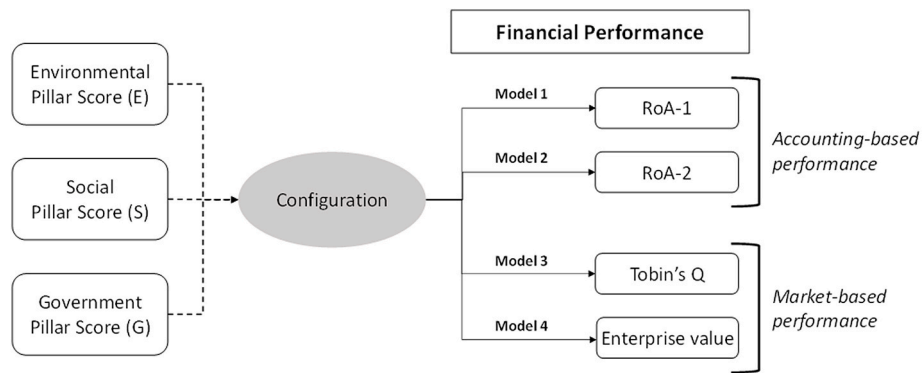 Financial Performance
Environmental
Pillar Score (E)
Social
Pillar Score (S)
Government
Pillar Score (G)
Configuration
Model 1
RoA-1
Model 2
RoA-2
Accounting-based
performance
Model 3
Tobin's Q
Model 4
Enterprise value
Market-based
performance